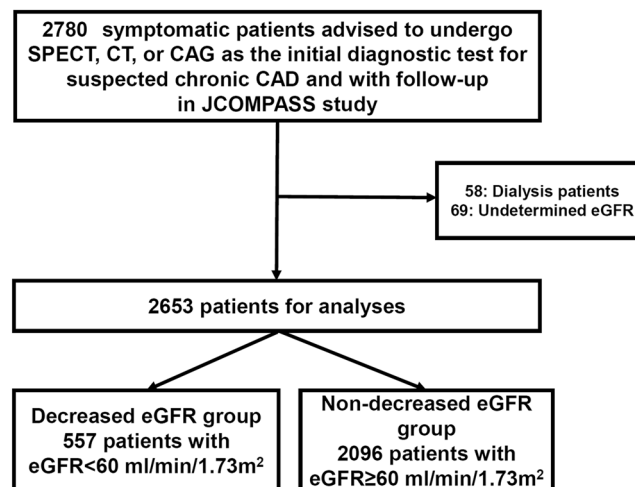 2780 symptomatic patients advised to undergo
SPECT, CT, or CAG as the initial diagnostic test for
suspected chronic CAD and with follow-up
in JCOMPASS study
58: Dialysis patients
69: Undetermined eGFR
2653 patients for analyses
Decreased eGFR group
557 patients with
eGFR<60 ml/min/1.73m²
Non-decreased eGFR
group
2096 patients with
eGFR≥60 ml/min/1.73m²